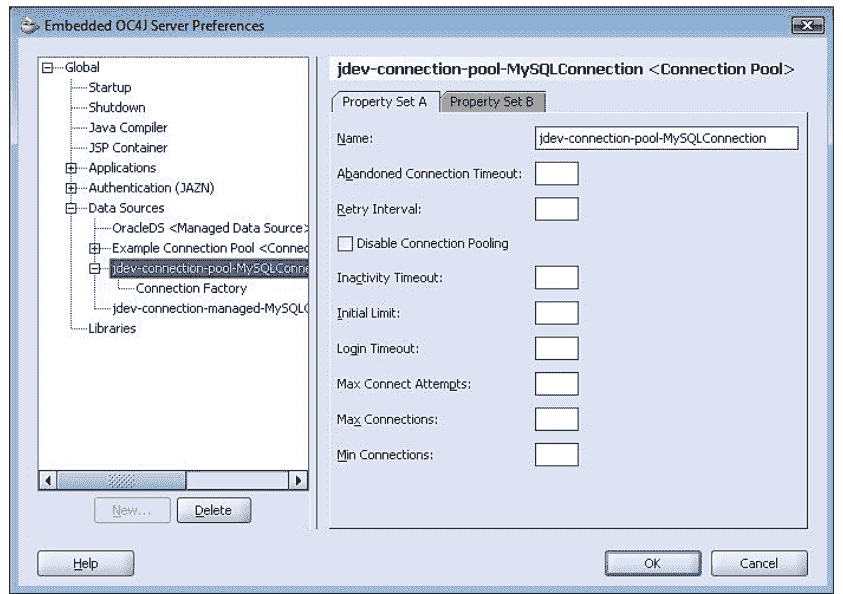 Embedded OC4J Server Preferences
Global
Startup
Shutdown
Java Compiler
JSP Container
Applications
Authentication (JAZN)
Data Sources
OracleDS <Managed Data Source>
Example Connection Pool <Connec
jdev-connection-pool-MySQLConne
Connection Factory
jdev-connection-managed-MySQLC
Libraries
New...
Delete
jdev-connection-pool-MySQLConnection <Connection Pool>
Property Set A
Property Set B
Name:
jdev-connection-pool-MySQLConnection
Abandoned Connection Timeout:
Retry Interval:
Disable Connection Pooling
Inactivity Timeout:
Initial Limit:
Login Timeout:
Max Connect Attempts:
Max Connections:
Min Connections:
Help
OK
Cancel